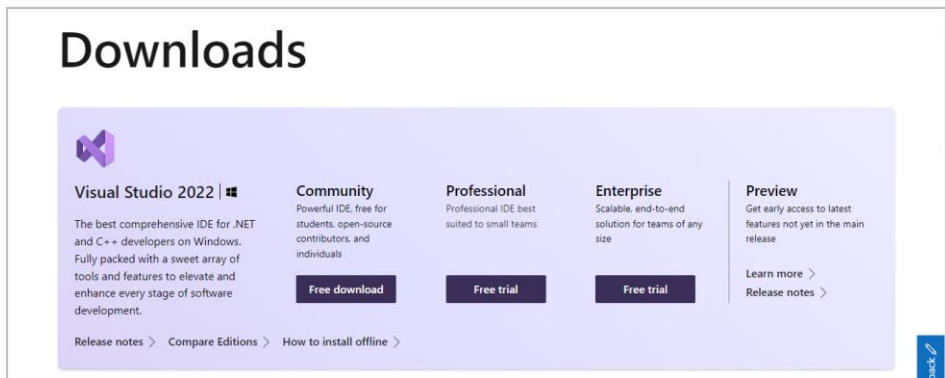 Downloads
Visual Studio 2022
The best comprehensive IDE for .NET
and C++ developers on Windows.
Fully packed with a sweet array of
tools and features to elevate and
enhance every stage of software
development.
Community
Powerful IDE, free for
students, open-source
contributors, and
individuals
Free download
Professional
Professional IDE best
suited to small teams
Free trial
Enterprise
Scalable, end-to-end
solution for teams of any
size
Free trial
Preview
Get early access to latest
features not yet in the main
release
Learn more
Release notes
Release notes
Compare Editions
How to install offline
back